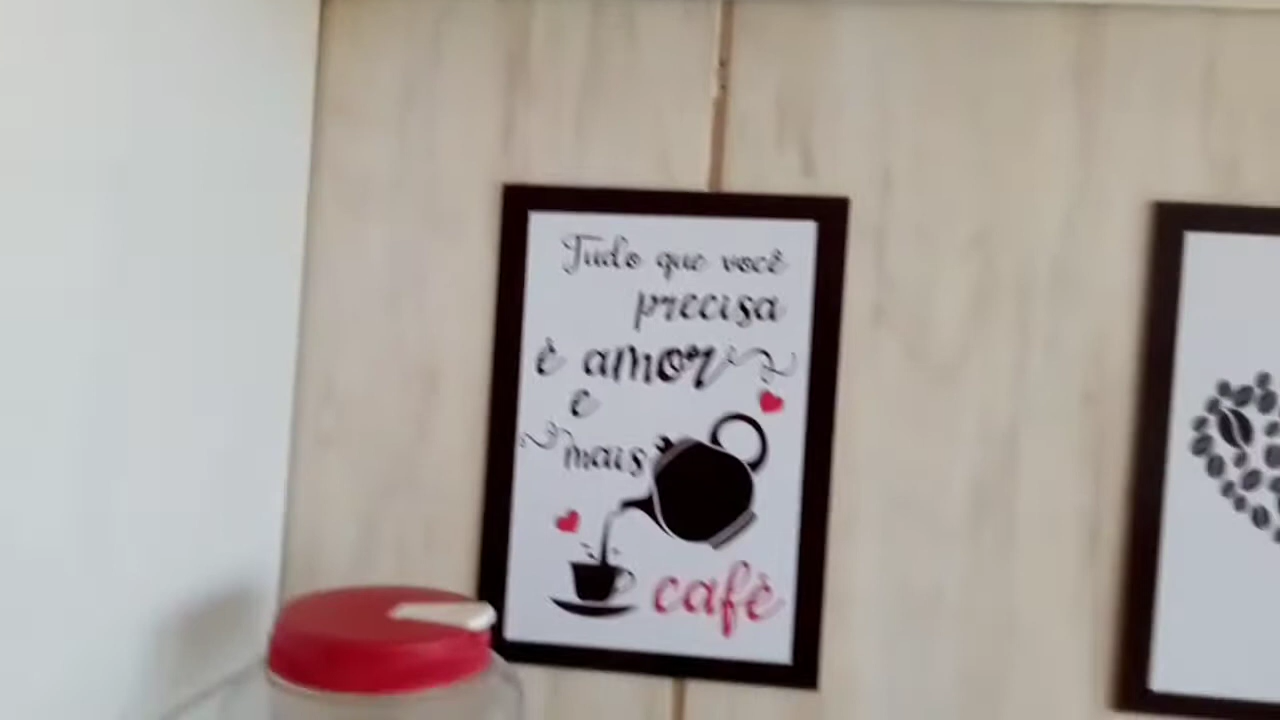 Tudo que você
precisa
é amor
e
mais
café